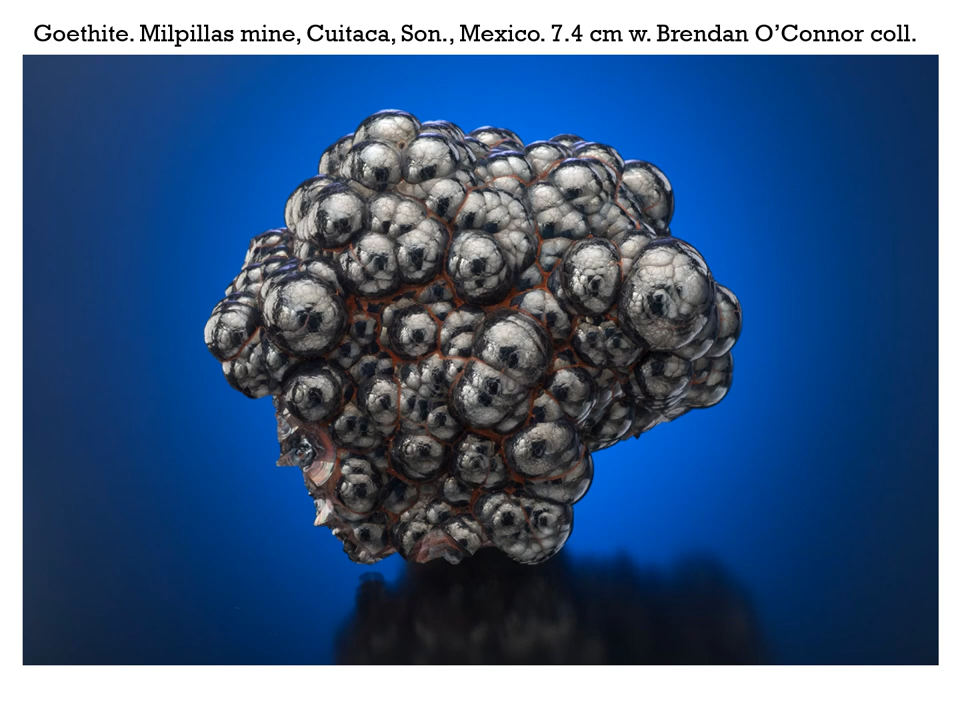 Goethite. Milpillas mine, Cuitaca, Son., Mexico. 7.4 cm w. Brendan O’Connor coll.